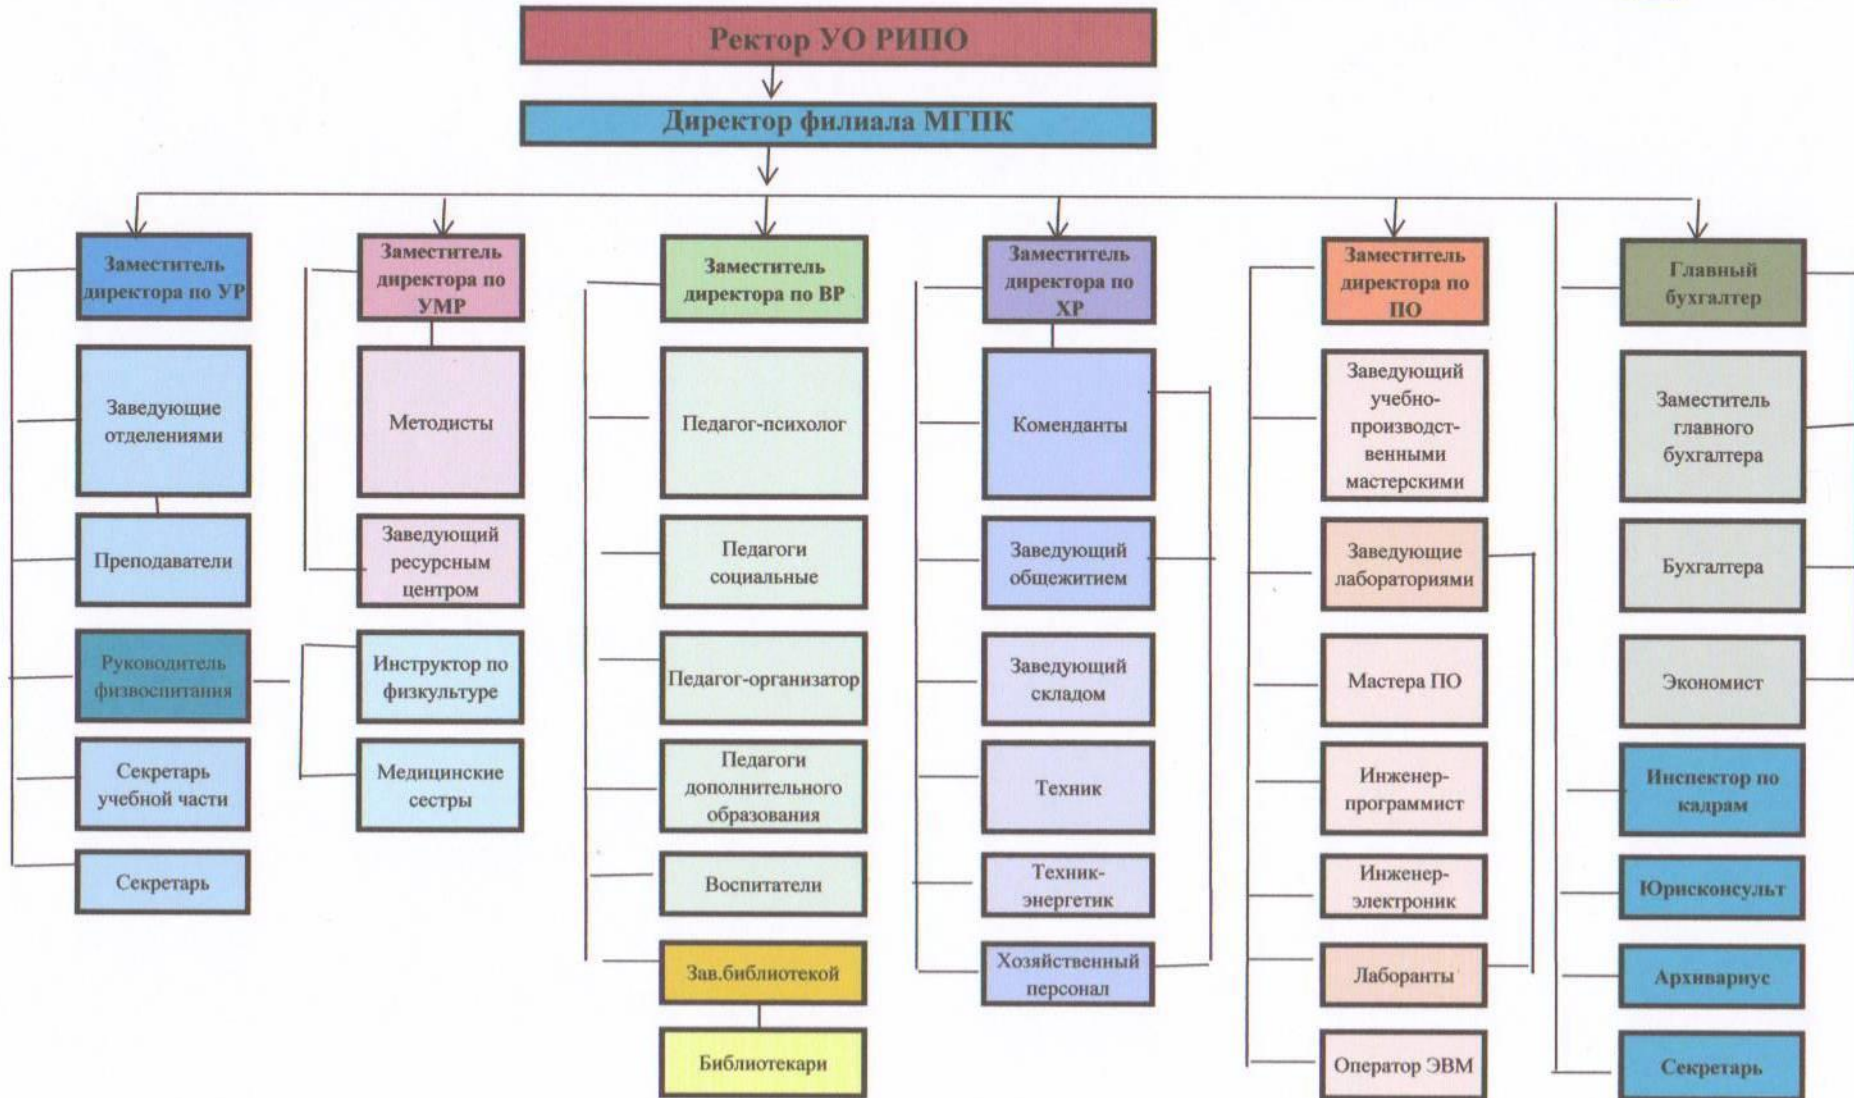 Ректор УО РИПО
Директор филиала МГПК
Заместитель
директора по УР
Заведующие
отделениями
Преподаватели
Руководитель
физвоспитания
Секретарь
учебной части
Секретарь
Заместитель
директора по
УМР
Методисты
Заведующий
ресурсным
центром
Инструктор по
физкультуре
Медицинские
сестры
Заместитель
директора по ВР
Педагог-психолог
Педагоги
социальные
Педагог-организатор
Педагоги
дополнительного
образования
Воспитатели
Зав.библиотекой
Библиотекари
Заместитель
директора по
ХР
Коменданты
Заведующий
общежитием
Заведующий
складом
Техник
Техник-
энергетик
Хозяйственный
персонал
Заместитель
директора по
ПО
Заведующий
учебно-
производст-
венными
мастерскими
Заведующие
лабораториями
Мастера ПО
Инженер-
программист
Инженер-
электроник
Лаборанты
Оператор ЭВМ
Главный
бухгалтер
Заместитель
главного
бухгалтера
Бухгалтера
Экономист
Инспектор по
кадрам
Юрисконсульт
Архивариус
Секретарь